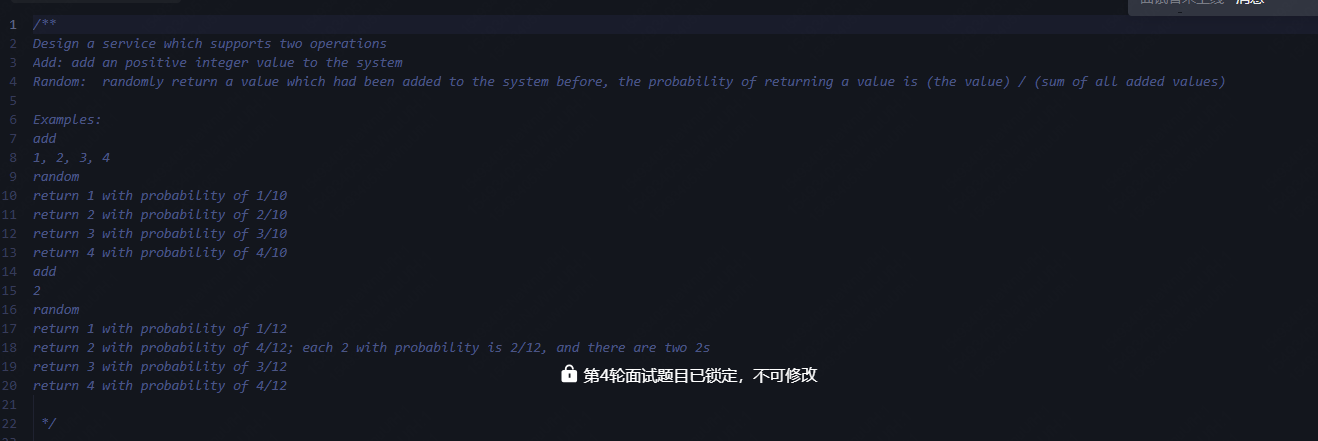 消息
1 /**
2 Design a service which supports two operations
3 Add: add an positive integer value to the system
4 Random:  randomly return a value which had been added to the system before, the probability of returning a value is (the value) / (sum of all added values)
5
6 Examples:
7 add
8 1, 2, 3, 4
9 random
10 return 1 with probability of 1/10
11 return 2 with probability of 2/10
12 return 3 with probability of 3/10
13 return 4 with probability of 4/10
14 add
15 2
16 random
17 return 1 with probability of 1/12
18 return 2 with probability of 4/12; each 2 with probability is 2/12, and there are two 2s
19 return 3 with probability of 3/12
第4轮面试题目已锁定，不可修改
20 return 4 with probability of 4/12
21
22 */